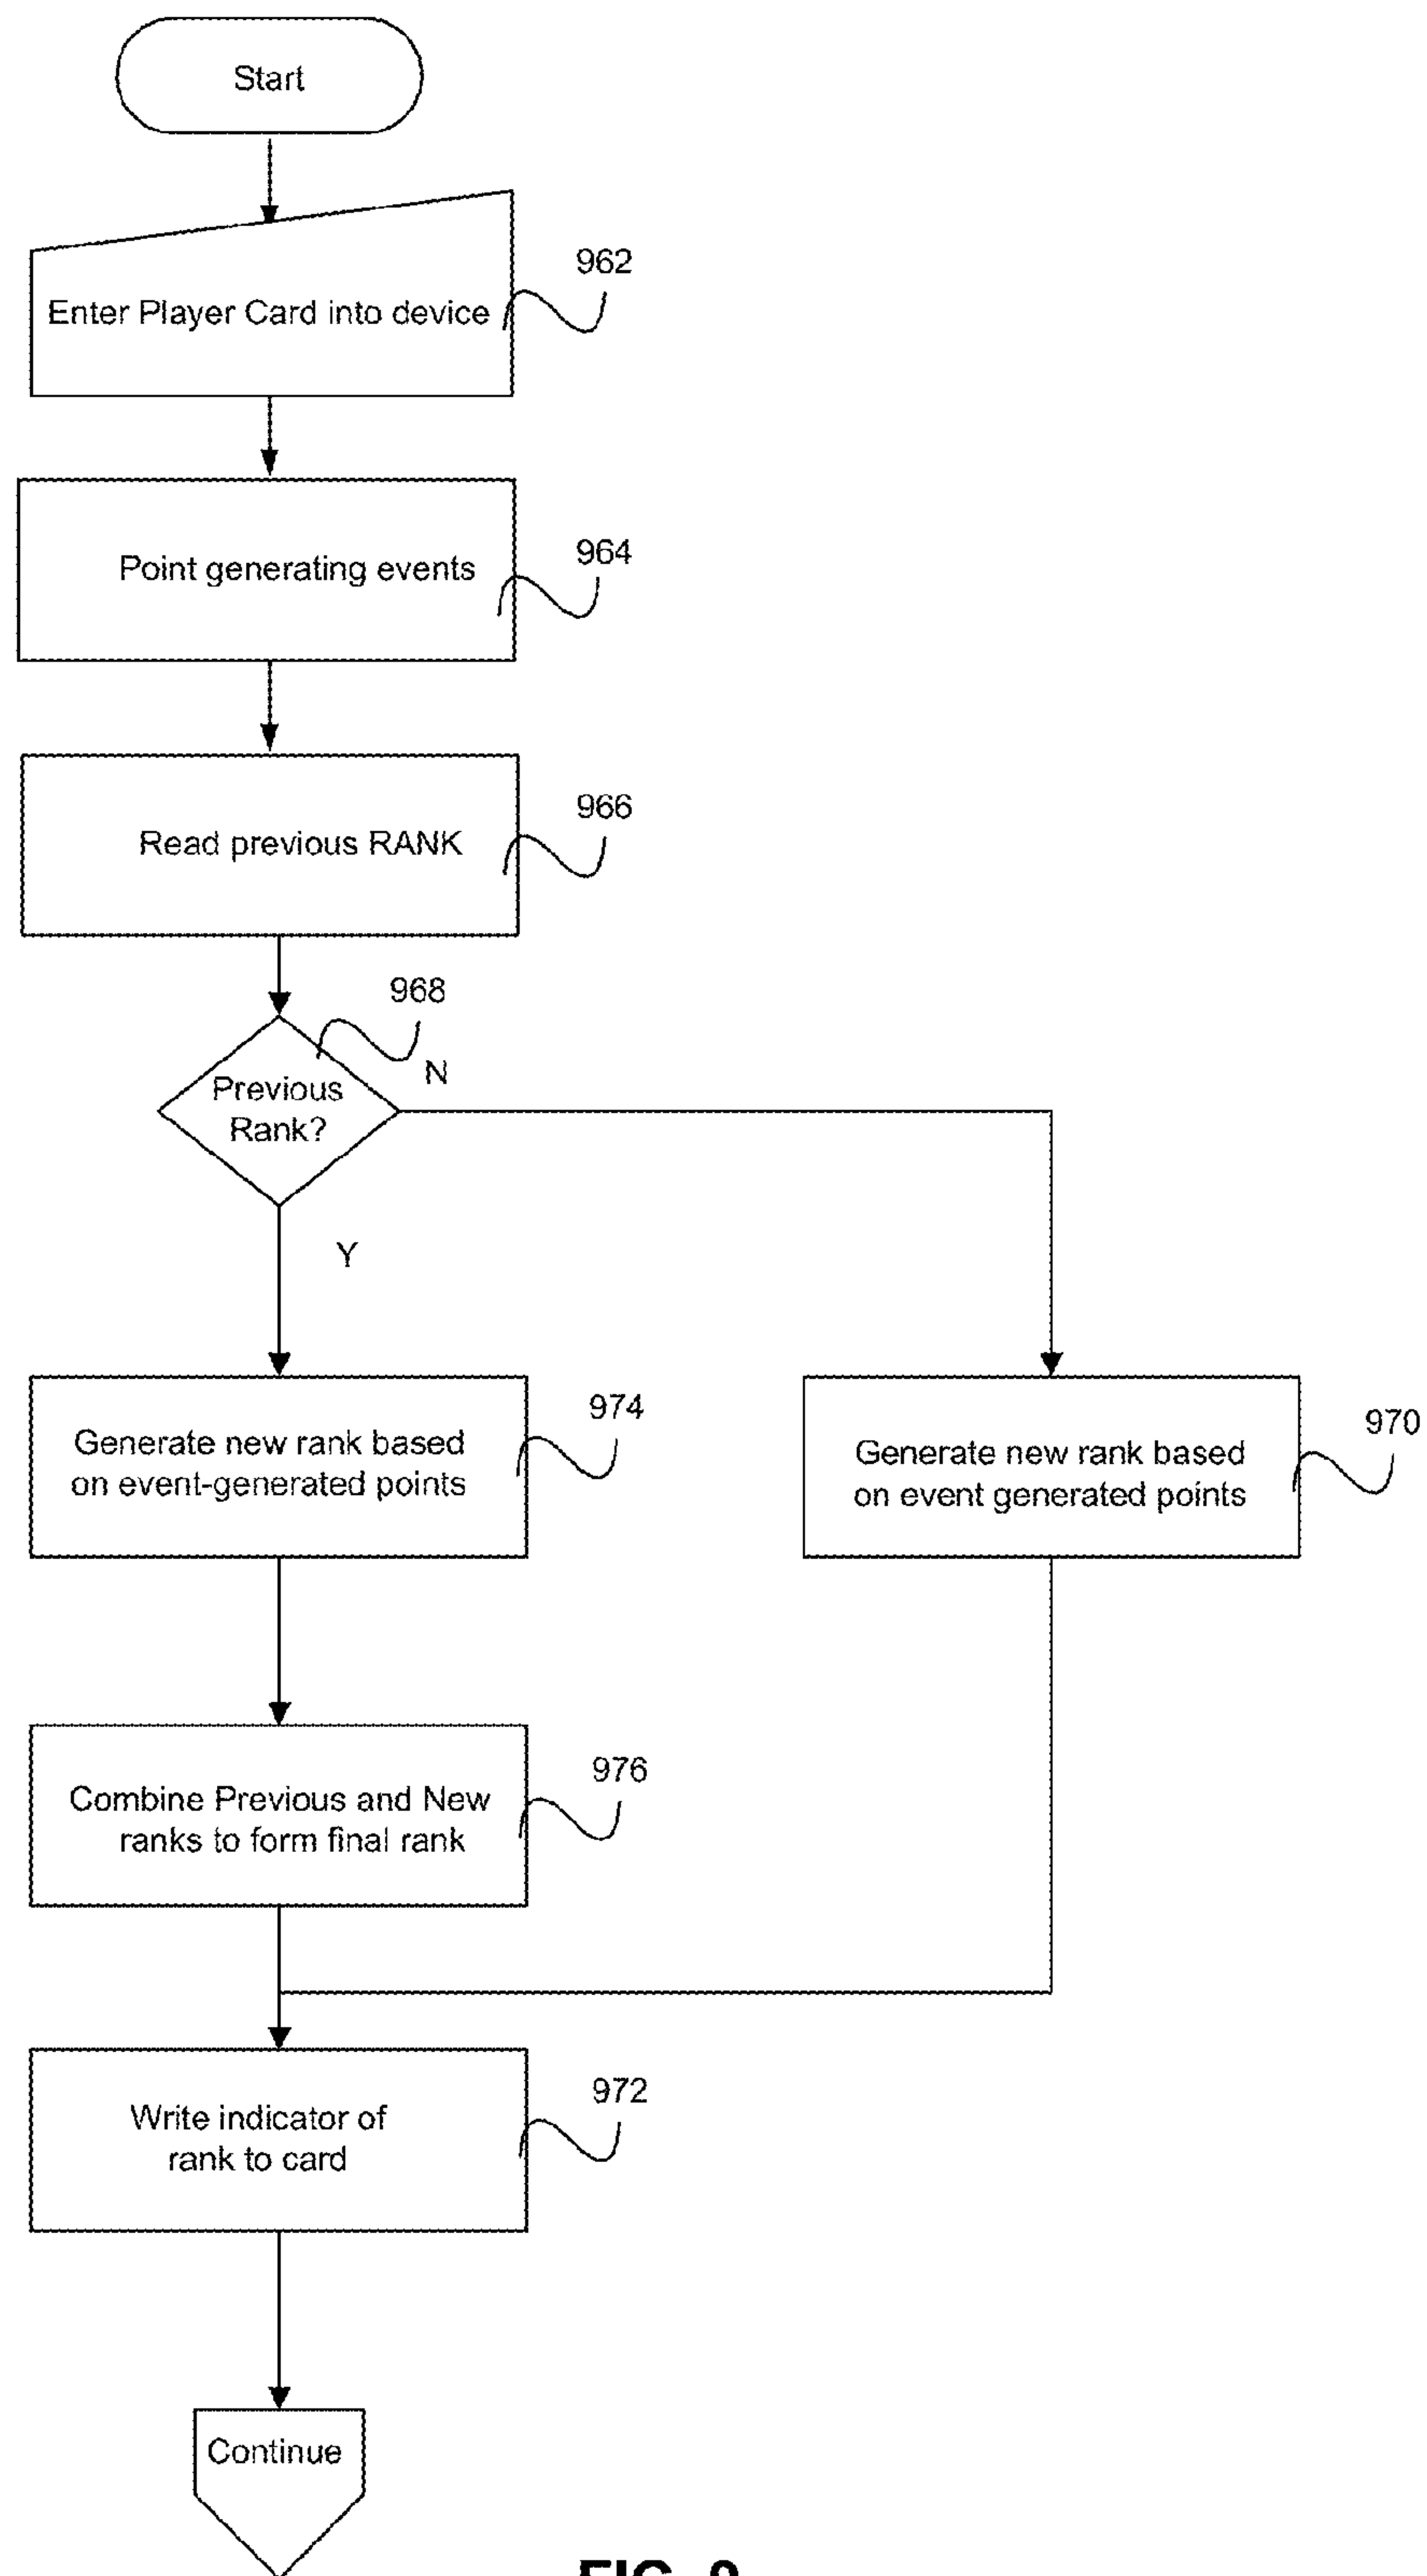 Start
962
Enter Player Card into device
964
Point generating events
966
Read previous RANK
968
N
Previous
Rank?
Y
974
Generate new rank based
on event-generated points
970
Generate new rank based
on event generated points
976
Combine Previous and New
ranks to form final rank
972
Write indicator of
rank to card
Continue
FIG.